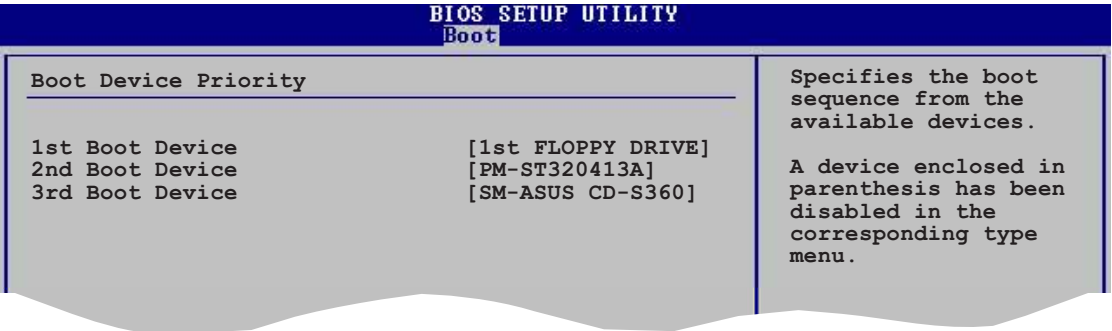 BIOS SETUP UTILITY
Boot
Boot Device Priority
1st Boot Device [1st FLOPPY DRIVE]
2nd Boot Device [PM-ST320413A]
3rd Boot Device [SM-ASUS CD-S360]
Specifies the boot
sequence from the
available devices.
A device enclosed in
parenthesis has been
disabled in the
corresponding type
menu.